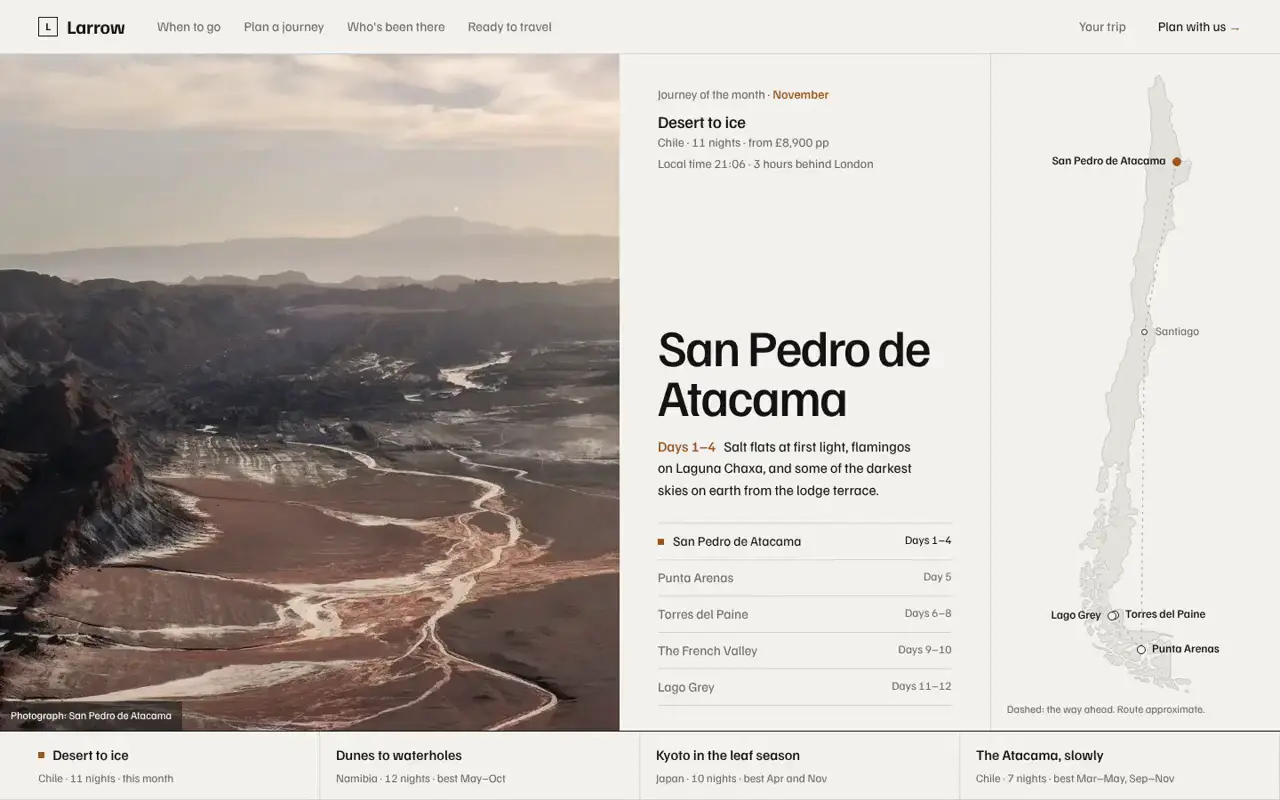 L Larrow When to go Plan a journey Who's been there Ready to travel Your trip Plan with us →
Journey of the month · November
Desert to ice
Chile · 11 nights · from £8,900 pp
Local time 21:06 · 3 hours behind London
San Pedro de
Atacama
Days 1–4 Salt flats at first light, flamingos
on Laguna Chaxa, and some of the darkest
skies on earth from the lodge terrace.
San Pedro de Atacama Days 1–4
Punta Arenas Day 5
Torres del Paine Days 6–8
The French Valley Days 9–10
Lago Grey Days 11–12
San Pedro de Atacama
Santiago
Lago Grey Torres del Paine
Punta Arenas
Dashed: the way ahead. Route approximate.
Photograph: San Pedro de Atacama
Desert to ice
Chile · 11 nights · this month
Dunes to waterholes
Namibia · 12 nights · best May–Oct
Kyoto in the leaf season
Japan · 10 nights · best Apr and Nov
The Atacama, slowly
Chile · 7 nights · best Mar–May, Sep–Nov